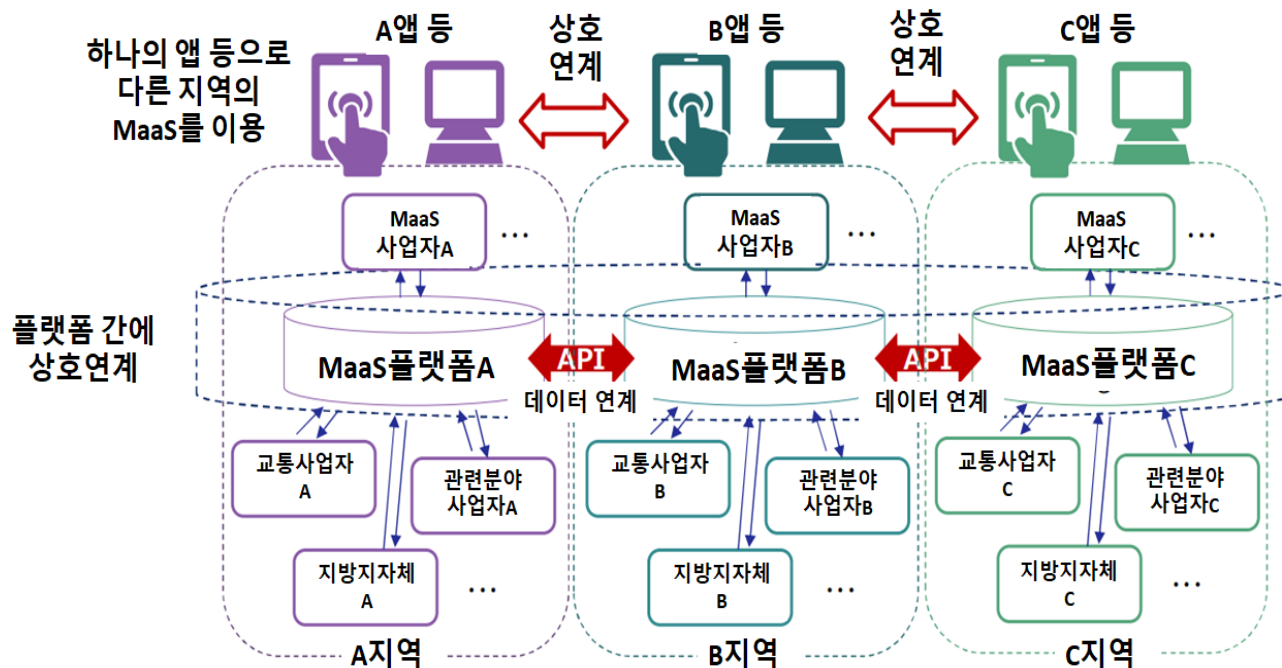 A앱 등
B앱 등
C앱 등
하나의 앱 등으로
다른 지역의
MaaS를 이용
상호
연계
상호
연계
MaaS
사업자A
...
MaaS
사업자B
...
MaaS
사업자C
...
플랫폼 간에
상호연계
MaaS플랫폼A
API
데이터 연계
MaaS플랫폼B
API
데이터 연계
MaaS플랫폼C
교통사업자
A
관련분야
사업자A
지방지자체
A
...
교통사업자
B
관련분야
사업자B
지방지자체
B
...
교통사업자
C
관련분야
사업자C
지방지자체
C
...
A지역
B지역
C지역